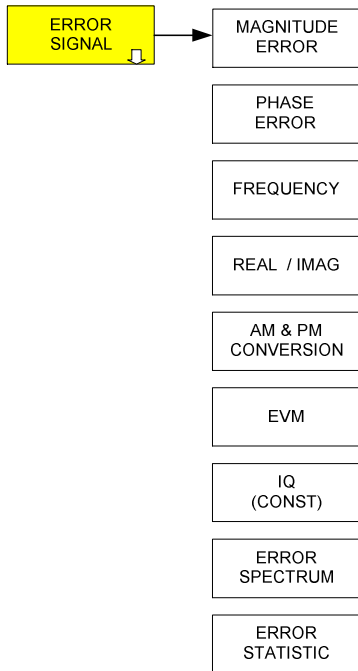 ERROR
SIGNAL
MAGNITUDE
ERROR
PHASE
ERROR
FREQUENCY
REAL / IMAG
AM & PM
CONVERSION
EVM
IQ
(CONST)
ERROR
SPECTRUM
ERROR
STATISTIC